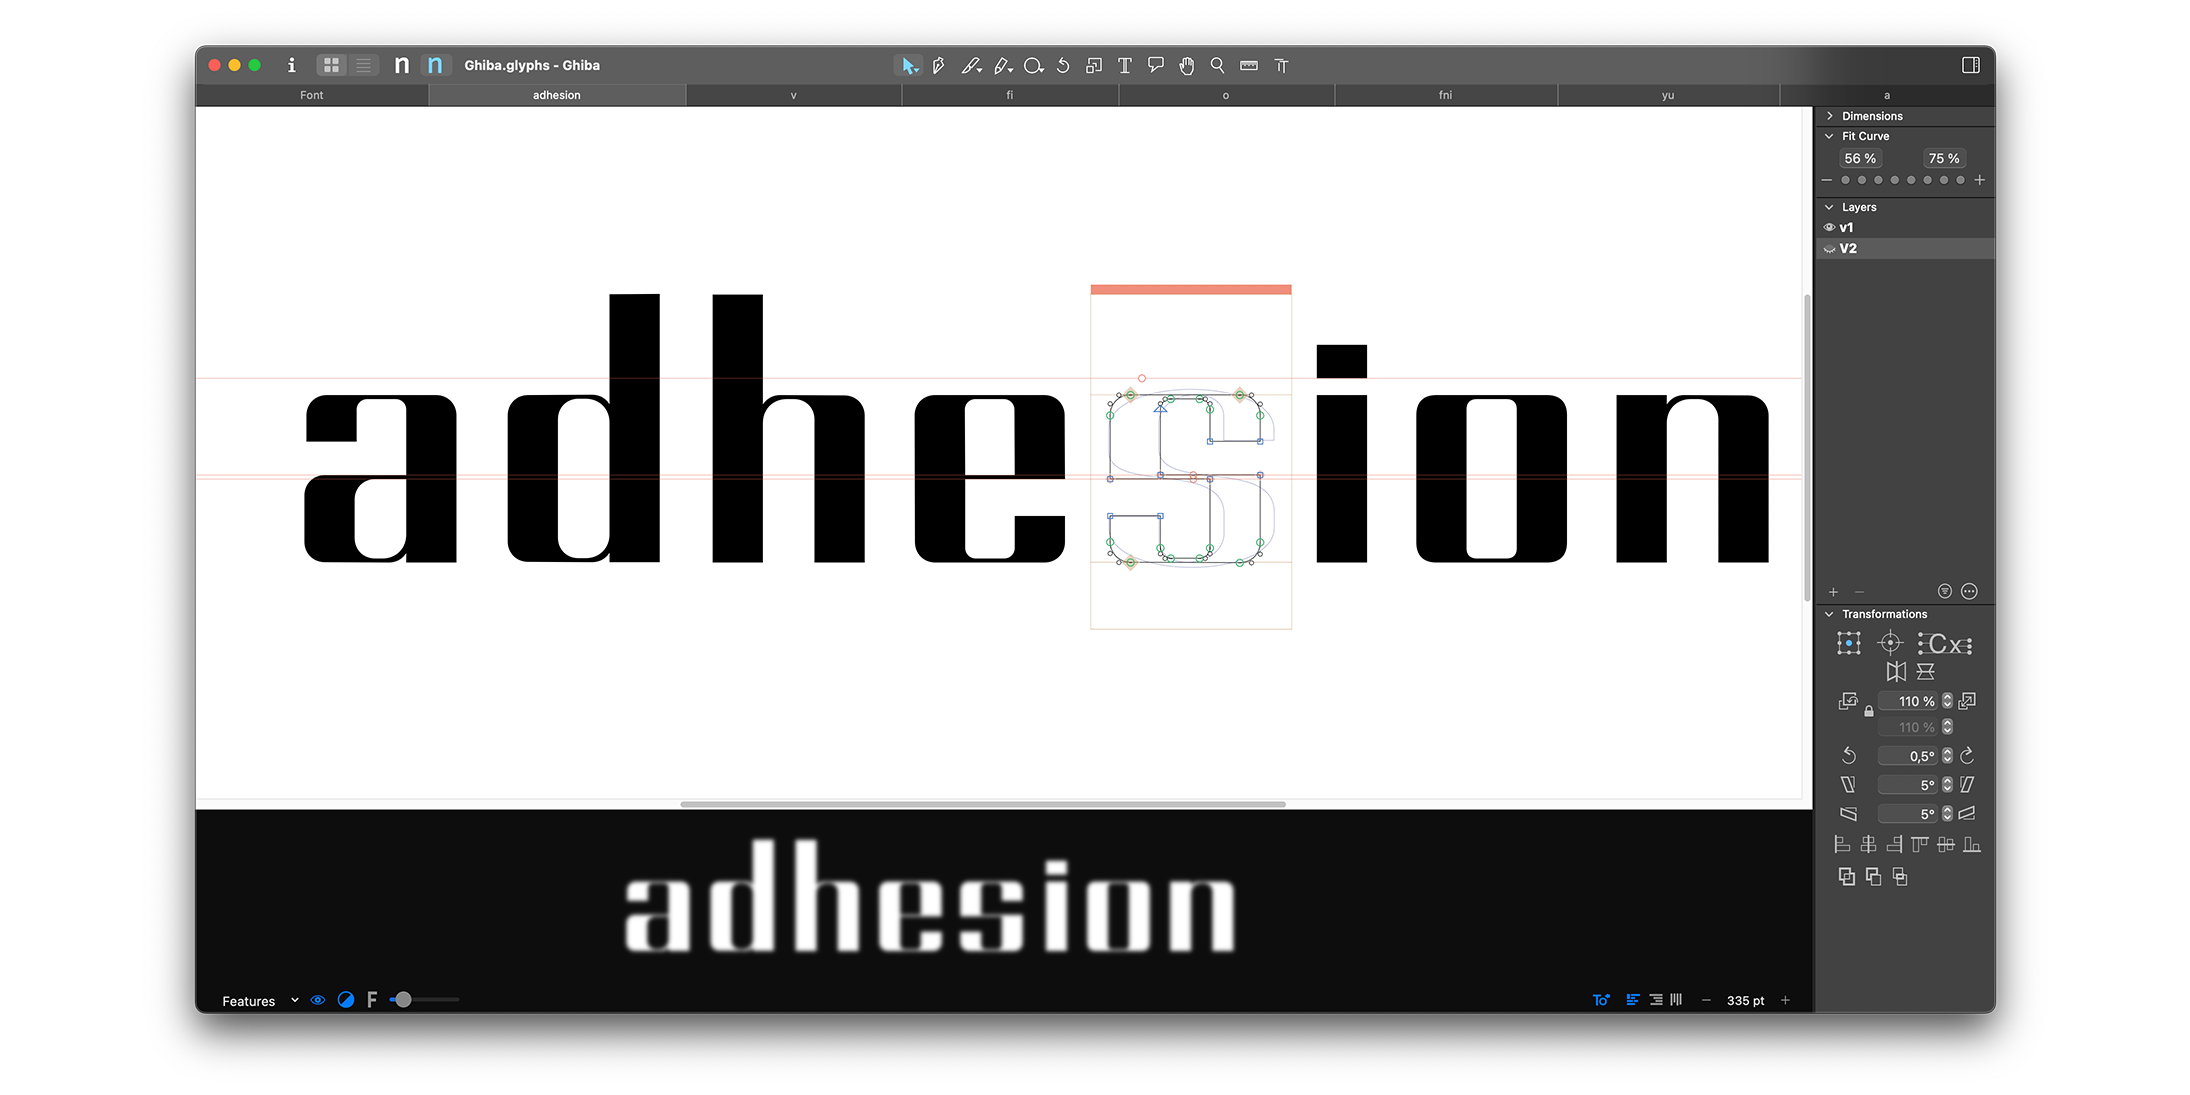 n n Ghiba.glyphs - Ghiba
Font adhesion v fi o fni yu a
Dimensions
Fit Curve
56 % 75 %
Layers
v1
V2
adhesion
Transformations
Cx
110 %
110 %
0,5°
5°
5°
adhesion
Features F 335 pt